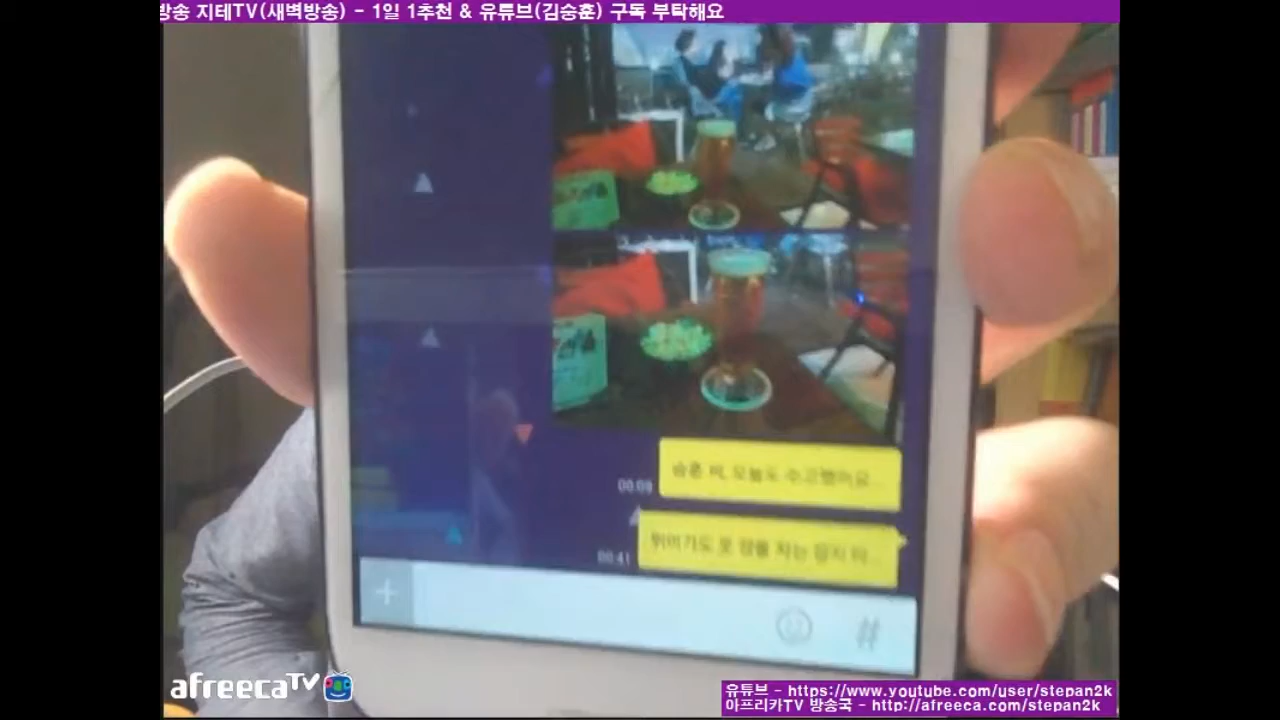 방송 지테TV(새벽방송) - 1일 1추천 & 유튜브(김승훈) 구독 부탁해요
오늘도 수고했어요...
00:09
00:41
+
#
afreecaTV
유튜브 - https://www.youtube.com/user/stepan2k
아프리카TV 방송국 - http://afreeca.com/stepan2k